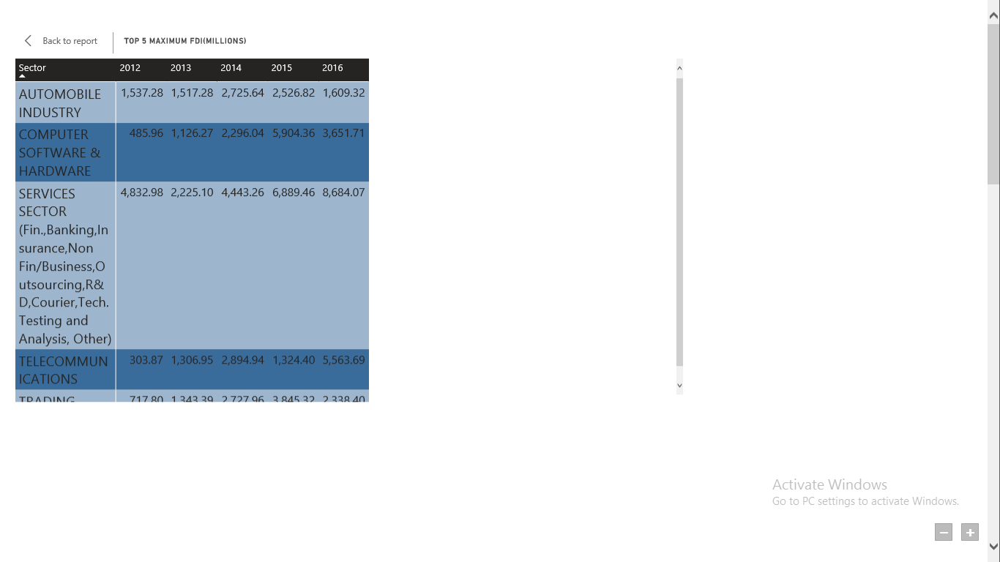 Back to report TOP 5 MAXIMUM FDI(MILLIONS)
Sector 2012 2013 2014 2015 2016
AUTOMOBILE 1,537.28 1,517.28 2,725.64 2,526.82 1,609.32
INDUSTRY
COMPUTER 485.96 1,126.27 2,296.04 5,904.36 3,651.71
SOFTWARE &
HARDWARE
SERVICES 4,832.98 2,225.10 4,443.26 6,889.46 8,684.07
SECTOR
(Fin.,Banking,In
surance,Non
Fin/Business,O
utsourcing,R&
D,Courier,Tech.
Testing and
Analysis, Other)
TELECOMMUN 303.87 1,306.95 2,894.94 1,324.40 5,563.69
ICATIONS
TRADING 717.80 1,343.39 2,727.96 3,845.32 2,338.40
Activate Windows
Go to PC settings to activate Windows.